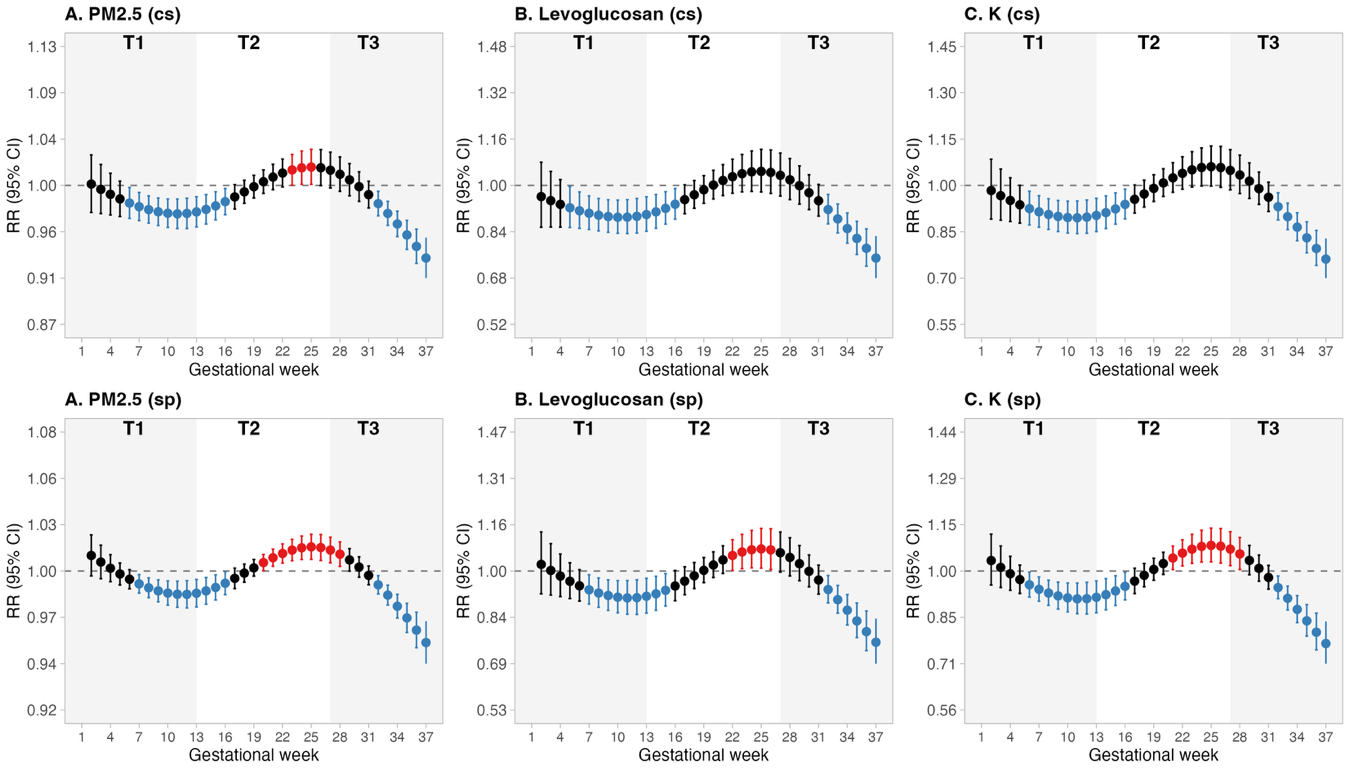 A. PM2.5 (cs)
T1 T2 T3
RR (95% CI)
1.13
1.09
1.04
1.00
0.96
0.91
0.87
1 4 7 10 13 16 19 22 25 28 31 34 37
Gestational week
B. Levoglucosan (cs)
T1 T2 T3
RR (95% CI)
1.48
1.32
1.16
1.00
0.84
0.68
0.52
1 4 7 10 13 16 19 22 25 28 31 34 37
Gestational week
C. K (cs)
T1 T2 T3
RR (95% CI)
1.45
1.30
1.15
1.00
0.85
0.70
0.55
1 4 7 10 13 16 19 22 25 28 31 34 37
Gestational week
A. PM2.5 (sp)
T1 T2 T3
RR (95% CI)
1.08
1.06
1.03
1.00
0.97
0.94
0.92
1 4 7 10 13 16 19 22 25 28 31 34 37
Gestational week
B. Levoglucosan (sp)
T1 T2 T3
RR (95% CI)
1.47
1.31
1.16
1.00
0.84
0.69
0.53
1 4 7 10 13 16 19 22 25 28 31 34 37
Gestational week
C. K (sp)
T1 T2 T3
RR (95% CI)
1.44
1.29
1.15
1.00
0.85
0.71
0.56
1 4 7 10 13 16 19 22 25 28 31 34 37
Gestational week